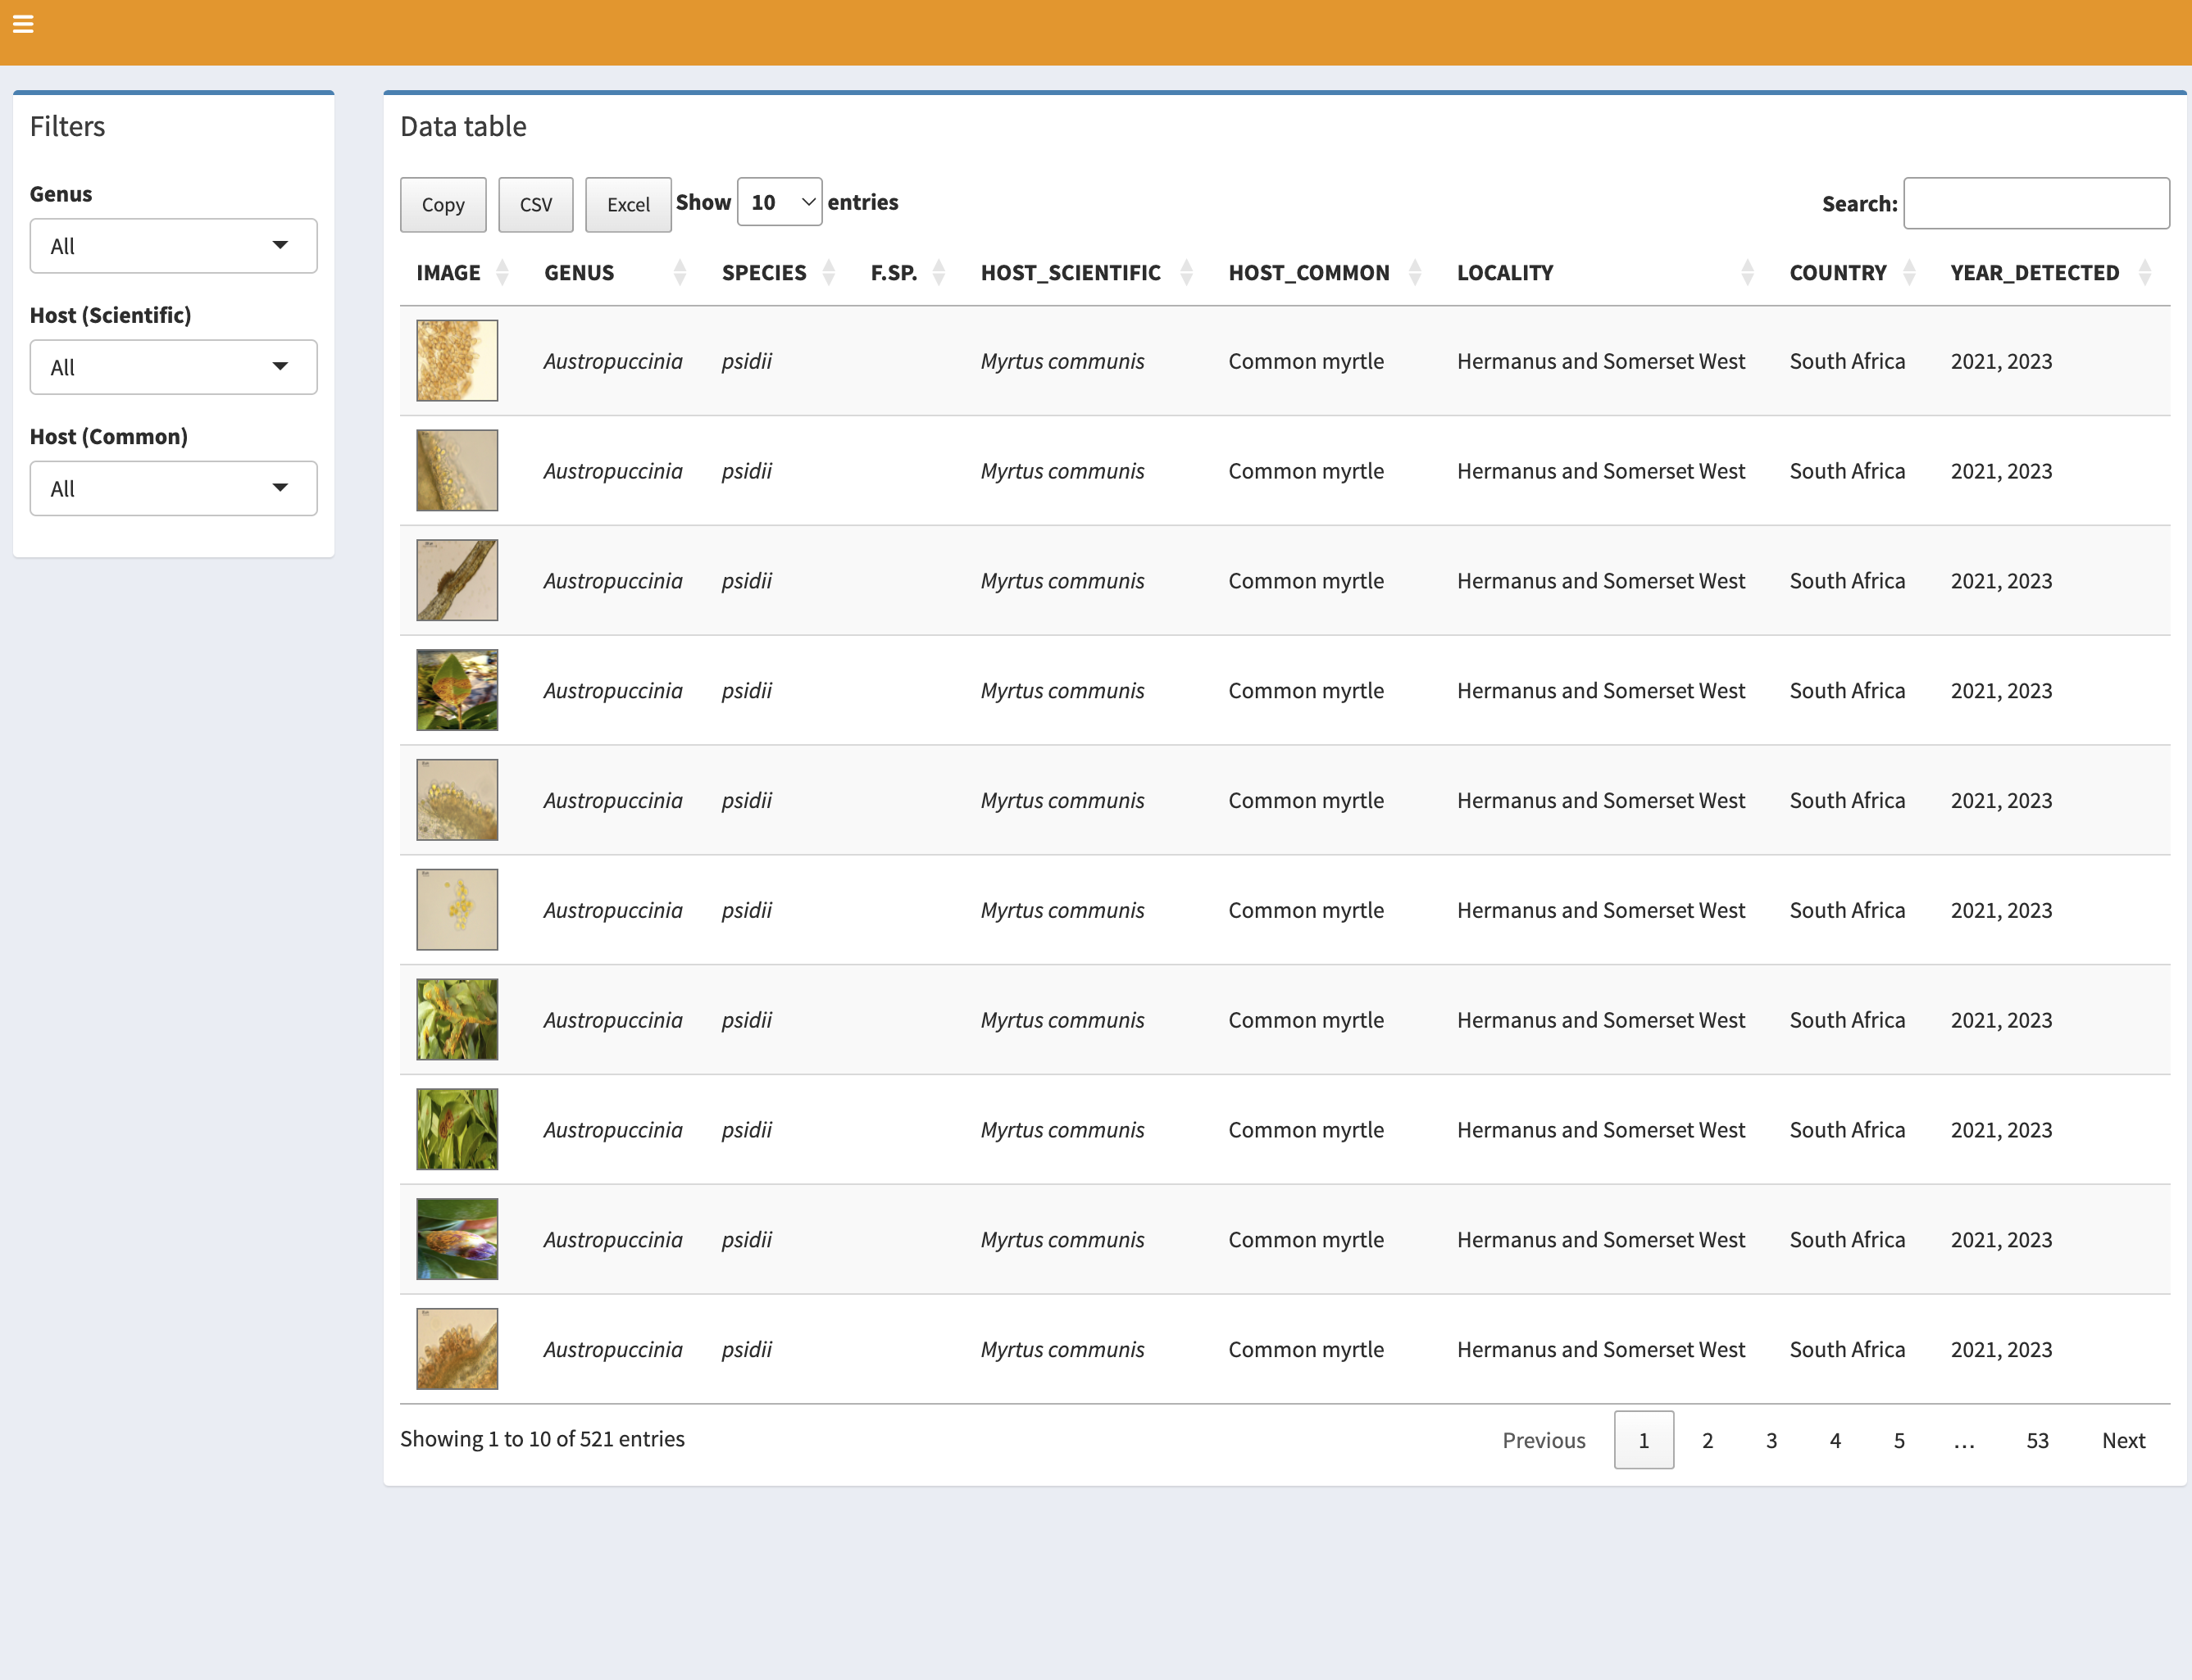 Filters
Genus
All
Host (Scientific)
All
Host (Common)
All
Data table
Copy CSV Excel Show 10 entries Search:
IMAGE GENUS SPECIES F.SP. HOST_SCIENTIFIC HOST_COMMON LOCALITY COUNTRY YEAR_DETECTED
Austropuccinia psidii Myrtus communis Common myrtle Hermanus and Somerset West South Africa 2021, 2023
Austropuccinia psidii Myrtus communis Common myrtle Hermanus and Somerset West South Africa 2021, 2023
Austropuccinia psidii Myrtus communis Common myrtle Hermanus and Somerset West South Africa 2021, 2023
Austropuccinia psidii Myrtus communis Common myrtle Hermanus and Somerset West South Africa 2021, 2023
Austropuccinia psidii Myrtus communis Common myrtle Hermanus and Somerset West South Africa 2021, 2023
Austropuccinia psidii Myrtus communis Common myrtle Hermanus and Somerset West South Africa 2021, 2023
Austropuccinia psidii Myrtus communis Common myrtle Hermanus and Somerset West South Africa 2021, 2023
Austropuccinia psidii Myrtus communis Common myrtle Hermanus and Somerset West South Africa 2021, 2023
Austropuccinia psidii Myrtus communis Common myrtle Hermanus and Somerset West South Africa 2021, 2023
Austropuccinia psidii Myrtus communis Common myrtle Hermanus and Somerset West South Africa 2021, 2023
Showing 1 to 10 of 521 entries Previous 1 2 3 4 5 … 53 Next